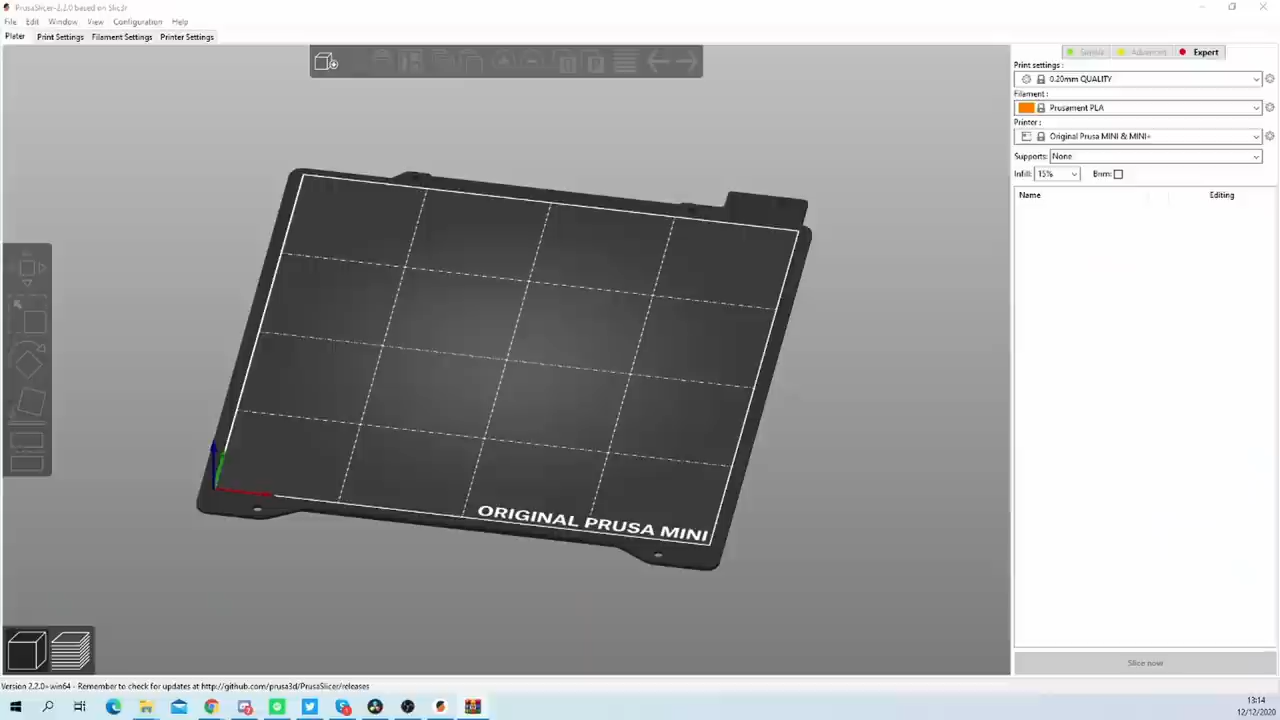 PrusaSlicer-2.2.0 based on Slic3r
File Edit Window View Configuration Help
Plater Print Settings Filament Settings Printer Settings
Simple Advanced Expert
Print settings :
0.20mm QUALITY
Filament :
Prusament PLA
Printer :
Original Prusa MINI & MINI+
Supports: None
Infill: 15% Brim:
Name Editing
ORIGINAL PRUSA MINI
Slice now
Version 2.2.0+win64 - Remember to check for updates at http://github.com/prusa3d/PrusaSlicer/releases
13:14
12/12/2020